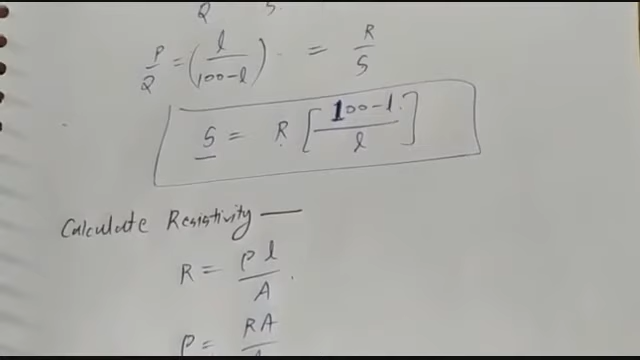 Q S.
P/Q = (l/100-l) = R/S
S = R [100-l/l]
Calculate Resistivity —
R = ρl/A.
ρ = RA